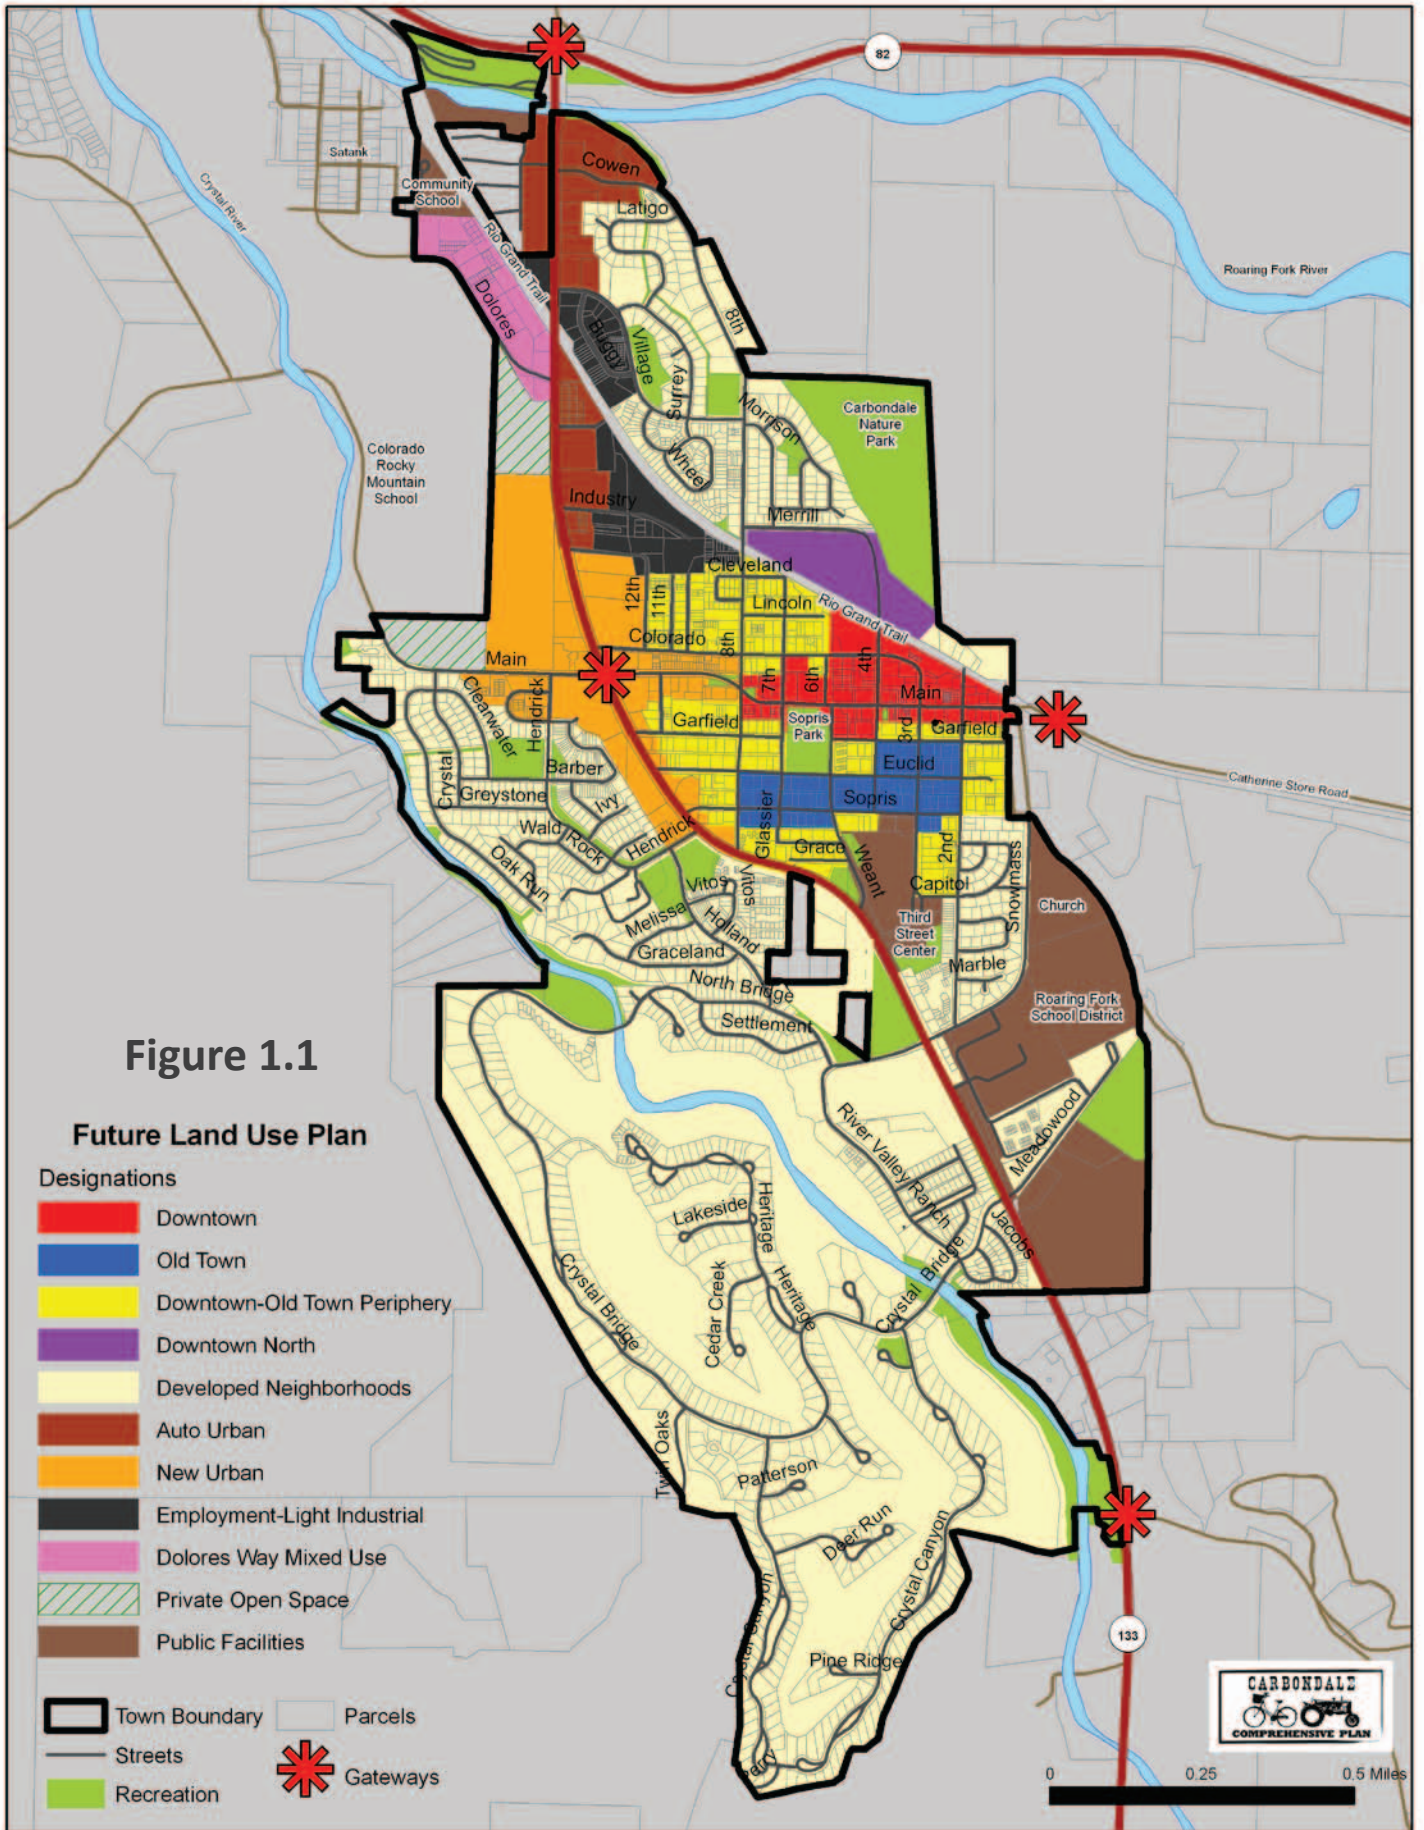 82
Satank
Community
School
Crystal River
Cowen
Latigo
Rio Grand Trail
Dolores
Roaring Fork River
8th
Buggy
Village
Surrey
Wheel
Morrison
Carbondale
Nature
Park
Colorado
Rocky
Mountain
School
Industry
Merrill
Cleveland
12th
11th
Lincoln
Rio Grand Trail
Colorado
8th
7th
6th
4th
Main
Main
Clearwater
Hendrick
Garfield
Sopris
Park
3rd
Garfield
Euclid
Catherine Store Road
Crystal
Barber
Greystone
Ivy
Sopris
Glassier
Wald
Rock
Hendrick
Grace
Weant
2nd
Snowmass
Oak Run
Vitos
Vitos
Capitol
Church
Melissa
Holland
Third
Street
Center
Graceland
Marble
North Bridge
Settlement
Roaring Fork
School District
River Valley Ranch
Meadowood
Lakeside
Heritage
Jacobs
Crystal Bridge
Cedar Creek
Heritage
Crystal Bridge
Twin Oaks
Patterson
Deer Run
Crystal Canyon
Crystal Canyon
Pine Ridge
133
Figure 1.1
Future Land Use Plan
Designations
Downtown
Old Town
Downtown-Old Town Periphery
Downtown North
Developed Neighborhoods
Auto Urban
New Urban
Employment-Light Industrial
Dolores Way Mixed Use
Private Open Space
Public Facilities
Town Boundary
Parcels
Streets
Gateways
Recreation
CARBONDALE
COMPREHENSIVE PLAN
0 0.25 0.5 Miles